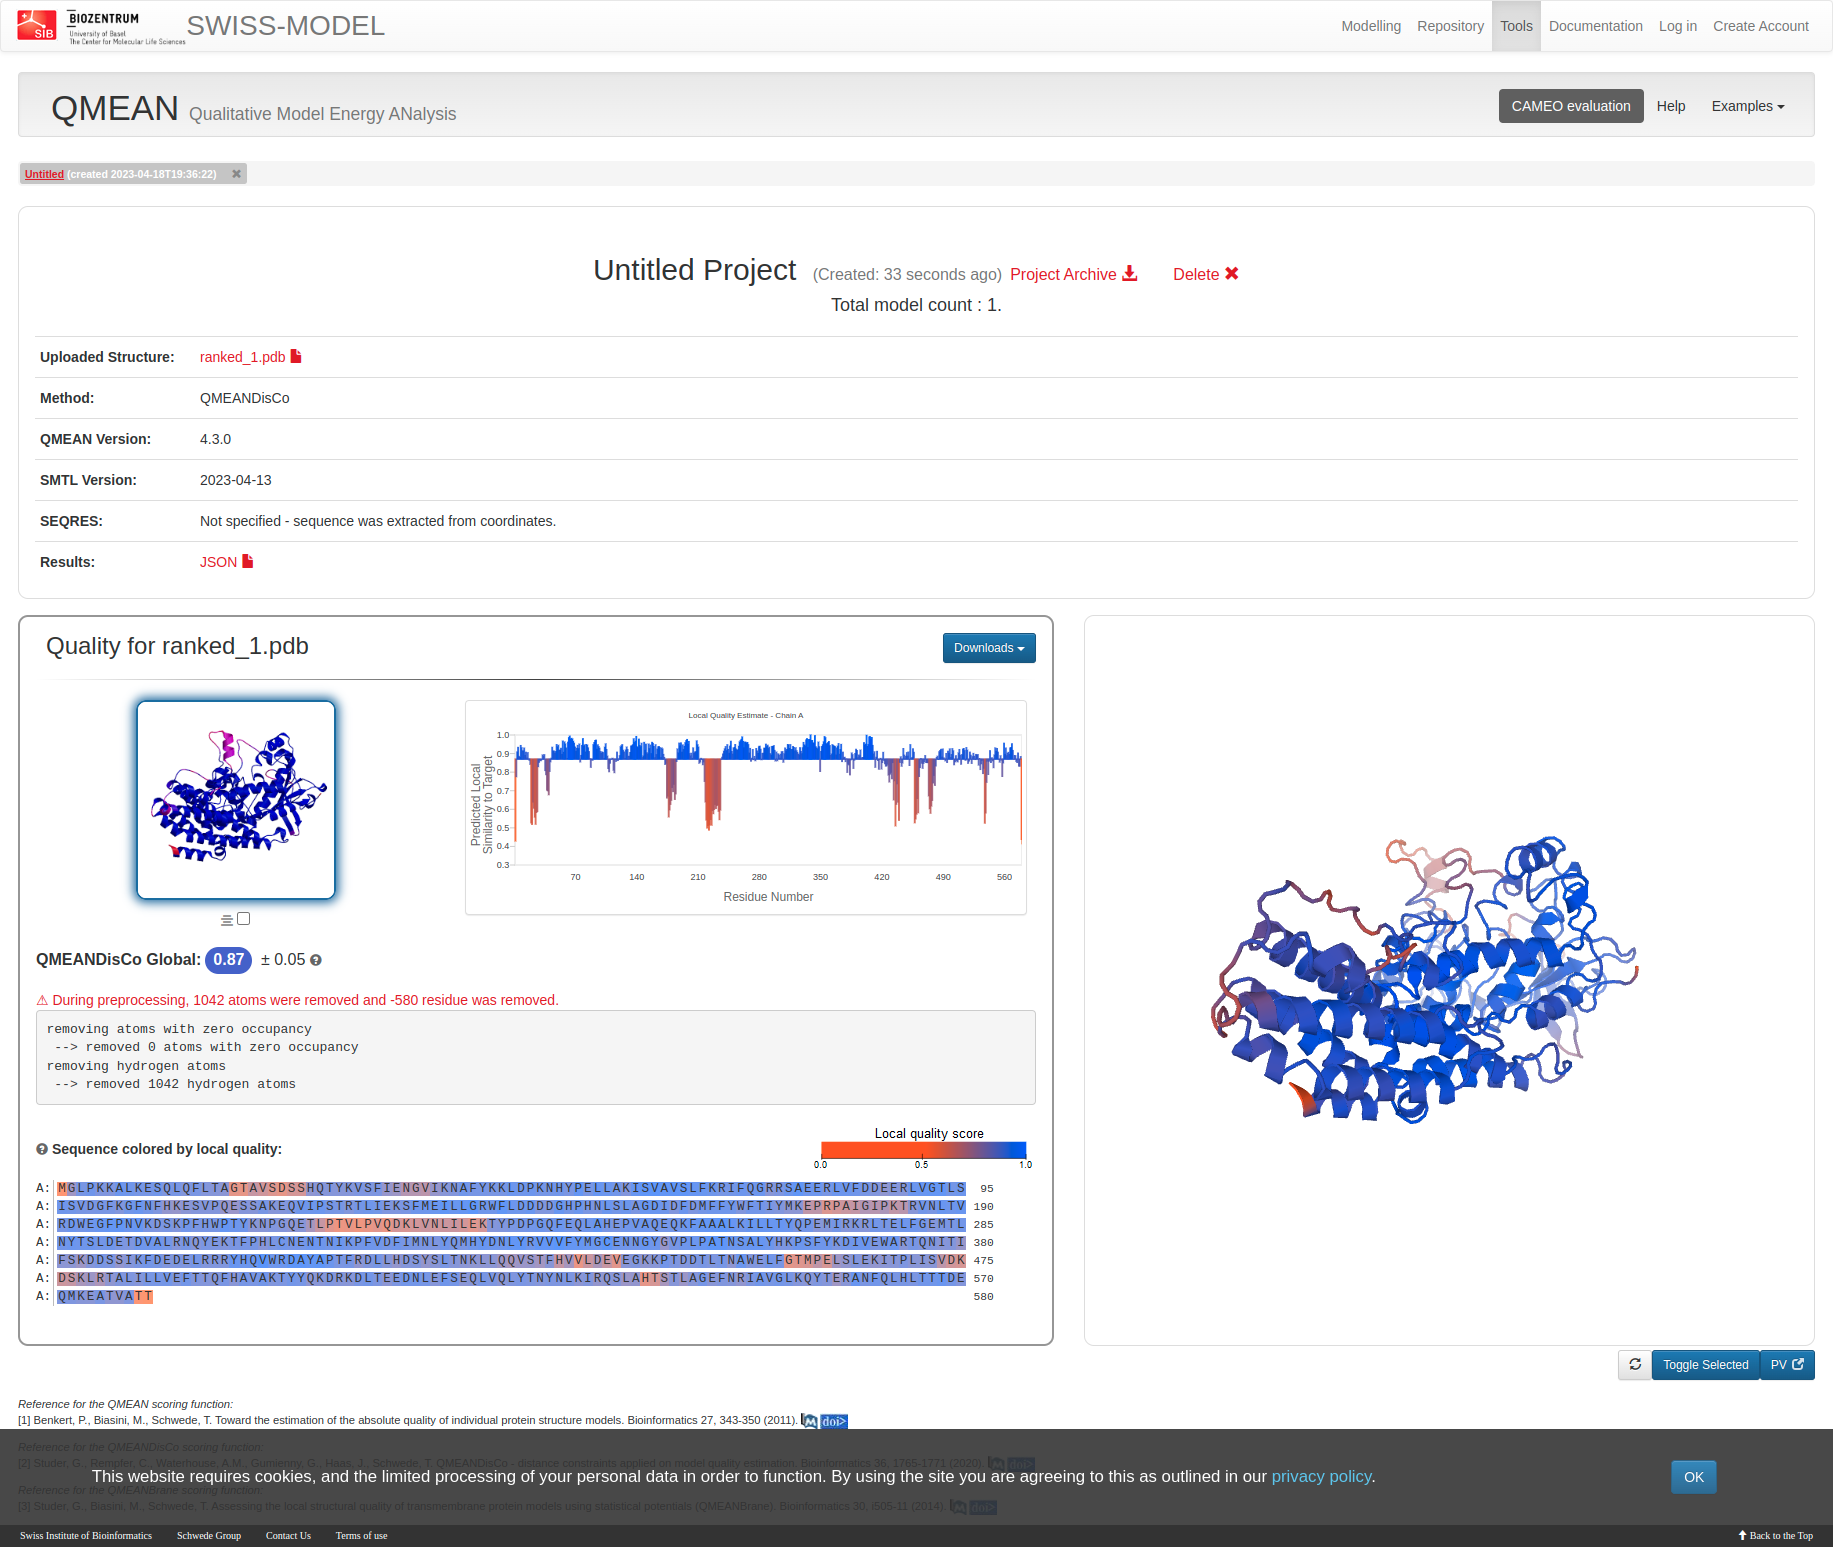 SIB
BIOZENTRUM
University of Basel
The Center for Molecular Life Sciences
SWISS-MODEL
Modelling Repository Tools Documentation Log in Create Account
QMEAN Qualitative Model Energy ANalysis
CAMEO evaluation Help Examples
Untitled (created 2023-04-18T19:36:22) ✖
Untitled Project (Created: 33 seconds ago) Project Archive Delete ✖
Total model count : 1.
Uploaded Structure: ranked_1.pdb
Method: QMEANDisCo
QMEAN Version: 4.3.0
SMTL Version: 2023-04-13
SEQRES: Not specified - sequence was extracted from coordinates.
Results: JSON
Quality for ranked_1.pdb
Downloads
Local Quality Estimate - Chain A
Predicted Local
Similarity to Target
1.0
0.9
0.8
0.7
0.6
0.5
0.4
0.3
70 140 210 280 350 420 490 560
Residue Number
QMEANDisCo Global: 0.87 ± 0.05
⚠ During preprocessing, 1042 atoms were removed and -580 residue was removed.
removing atoms with zero occupancy
--> removed 0 atoms with zero occupancy
removing hydrogen atoms
--> removed 1042 hydrogen atoms
Sequence colored by local quality:
Local quality score
0.0 0.5 1.0
A: MGLPKKALKESQLQFLTAGTAVSDSSHQTYKVSFIENGVIKNAFYKKLDPKNHYPELLAKISVAVSLFKRIFQGRRSAEERLVFDDEERLVGTLS 95
A: ISVDGFKGFNFHKESVPQESSAKEQVIPSTRTLIEKSFMEILLGRWFLDDDDGHPHNLSLAGDIDFDMFFYWFTIYMKEPRPAIGIPKTRVNLTV 190
A: RDWEGFPNVKDSKPFHWPTYKNPGQETLPTVLPVQDKLVNLILEKTYPDPGQFEQLAHEPVAQEQKFAAALKILLTYQPEMIRKRLTELFGEMTL 285
A: NYTSLDETDVALRNQYEKTFPHLCNENTNIKPFVDFIMNLYQMHYDNLYRVVVFYMGCENNGYGVPLPATNSALYHKPSFYKDIVEWARTQNITI 380
A: FSKDDSSIKFDEDELRRRYHQVWRDAYAPTFRDLLHDSYSLTNKLLQQVSTFHVVLDEVEGKKPTDDTLTNAWELFGTMPELSLEKITPLISVDK 475
A: DSKLRTALILLVEFTTQFHAVAKTYYQKDRKDLTEEDNLEFSEQLVQLYTNYNLKIRQSLAHTSTLAGEFNRIAVGLKQYTERANFQLHLTTTDE 570
A: QMKEATVATT 580
Toggle Selected PV
Reference for the QMEAN scoring function:
[1] Benkert, P., Biasini, M., Schwede, T. Toward the estimation of the absolute quality of individual protein structure models. Bioinformatics 27, 343-350 (2011). M doi>
Reference for the QMEANDisCo scoring function:
[2] Studer, G., Rempfer, C., Waterhouse, A.M., Gumienny, G., Haas, J., Schwede, T. QMEANDisCo - distance constraints applied on model quality estimation. Bioinformatics 36, 1765-1771 (2020). M doi>
This website requires cookies, and the limited processing of your personal data in order to function. By using the site you are agreeing to this as outlined in our privacy policy. OK
Reference for the QMEANBrane scoring function:
[3] Studer, G., Biasini, M., Schwede, T. Assessing the local structural quality of transmembrane protein models using statistical potentials (QMEANBrane). Bioinformatics 30, i505-11 (2014). M doi>
Swiss Institute of Bioinformatics Schwede Group Contact Us Terms of use Back to the Top